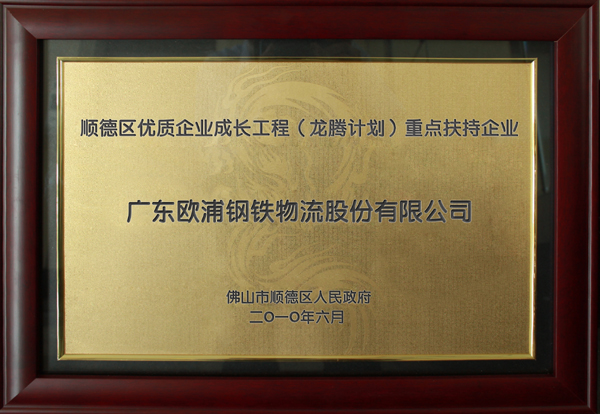 顺德区优质企业成长工程（龙腾计划）重点扶持企业
广东欧浦钢铁物流股份有限公司
佛山市顺德区人民政府
二O一O年六月